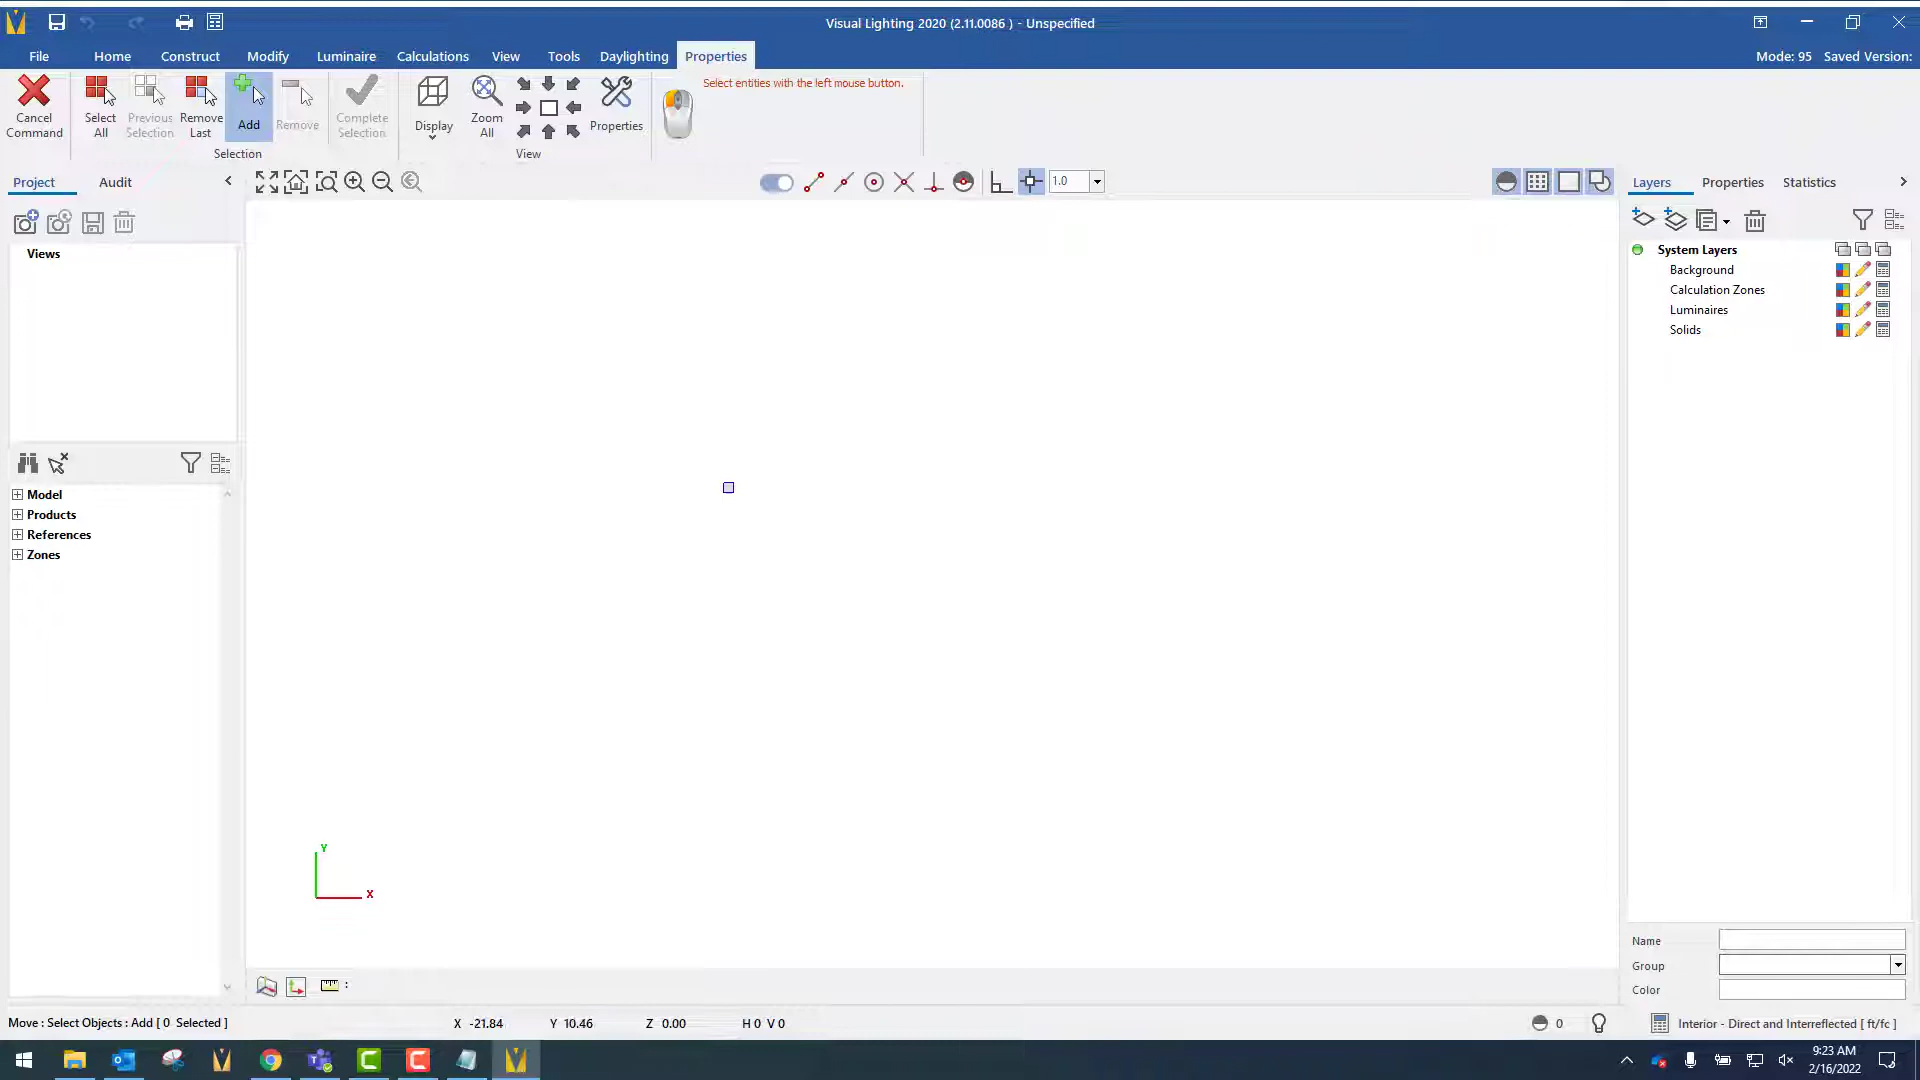 Visual Lighting 2020 (2.11.0086 ) - Unspecified
File Home Construct Modify Luminaire Calculations View Tools Daylighting Properties Mode: 95 Saved Version:
Cancel Command
Select All
Previous Selection
Remove Last
Add
Remove
Complete Selection
Display
Zoom All
Properties
Select entities with the left mouse button.
Selection
View
Project Audit
1.0
Layers Properties Statistics
Views
System Layers
Background
Calculation Zones
Luminaires
Solids
Model
Products
References
Zones
Y
X
Name
Group
Color
:
Move : Select Objects : Add [ 0 Selected ]
X -21.84 Y 10.46 Z 0.00 H 0 V 0
0
Interior - Direct and Interreflected [ ft/fc ]
9:23 AM
2/16/2022